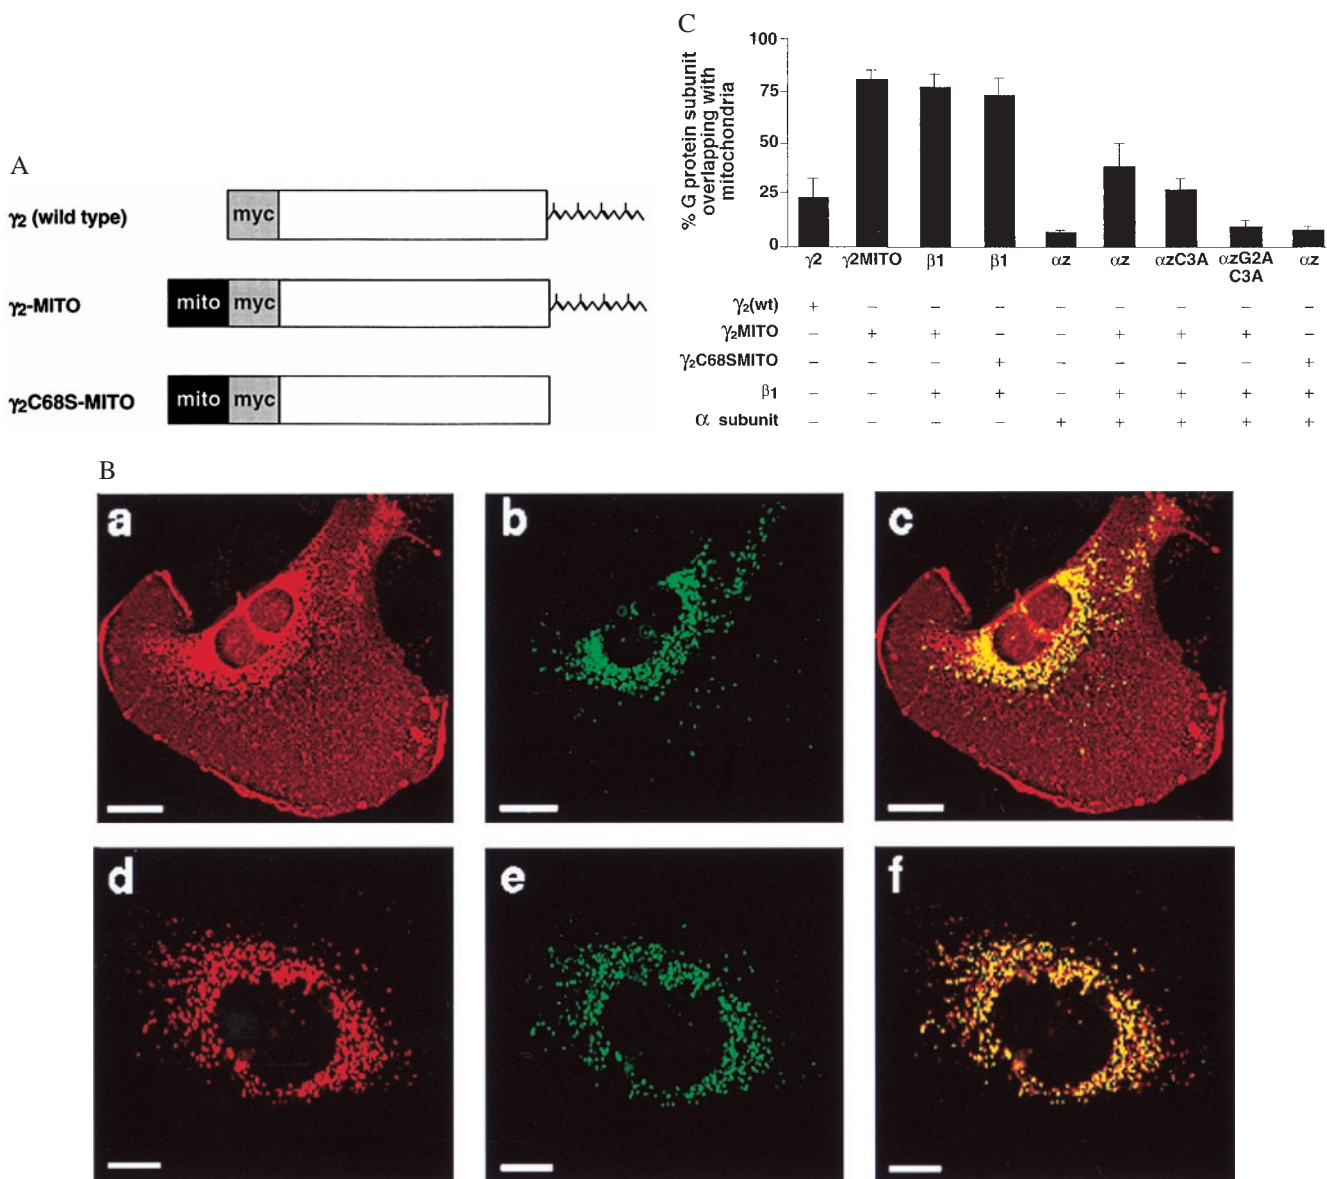 A
γ₂ (wild type)
myc
γ₂-MITO
mito myc
γ₂C68S-MITO
mito myc
C
% G protein subunit
overlapping with
mitochondria
100
75
50
25
0
γ2 γ2MITO β1 β1 αz αz αzC3A αzG2A αz
C3A
γ₂(wt) + – – – – – – – –
γ₂MITO – + + – – + + + –
γ₂C68SMITO – – – + – – – – +
β1 – – + + – + + + +
α subunit – – – – + + + + +
B
a b c
d e f